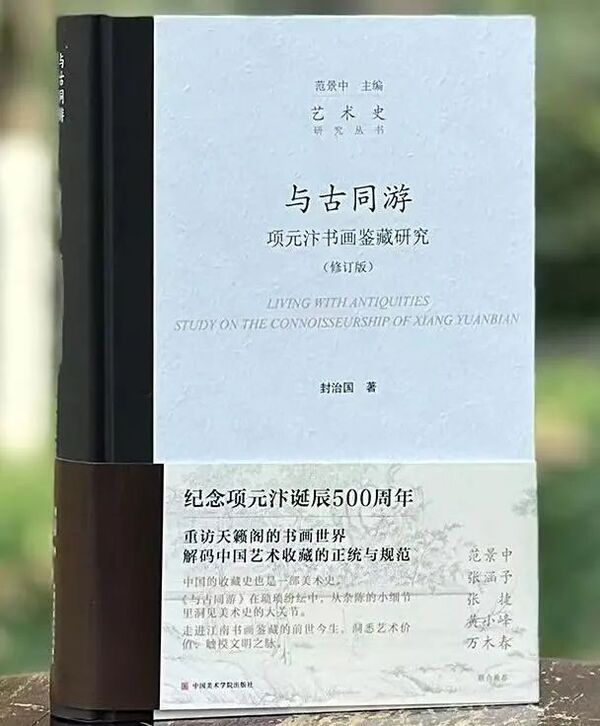 与古同游
范景中 主编
艺术史
研究丛书
与古同游
项元汴书画鉴藏研究
（修订版）
LIVING WITH ANTIQUITIES
STUDY ON THE CONNOISSEURSHIP OF XIANG YUANBIAN
封治国 著
纪念项元汴诞辰500周年
重访天籁阁的书画世界
解码中国艺术收藏的正统与规范
中国的收藏史也是一部美术史。
《与古同游》在琐琐纷纭中，从杂陈的小细节
里洞见美术史的大关节。
走进江南书画鉴藏的前世今生，洞悉艺术价
值，触摸文明之脉。
范景中
张涵予
张捷
黄小峰
万木春
联合推荐
中国美术学院出版社